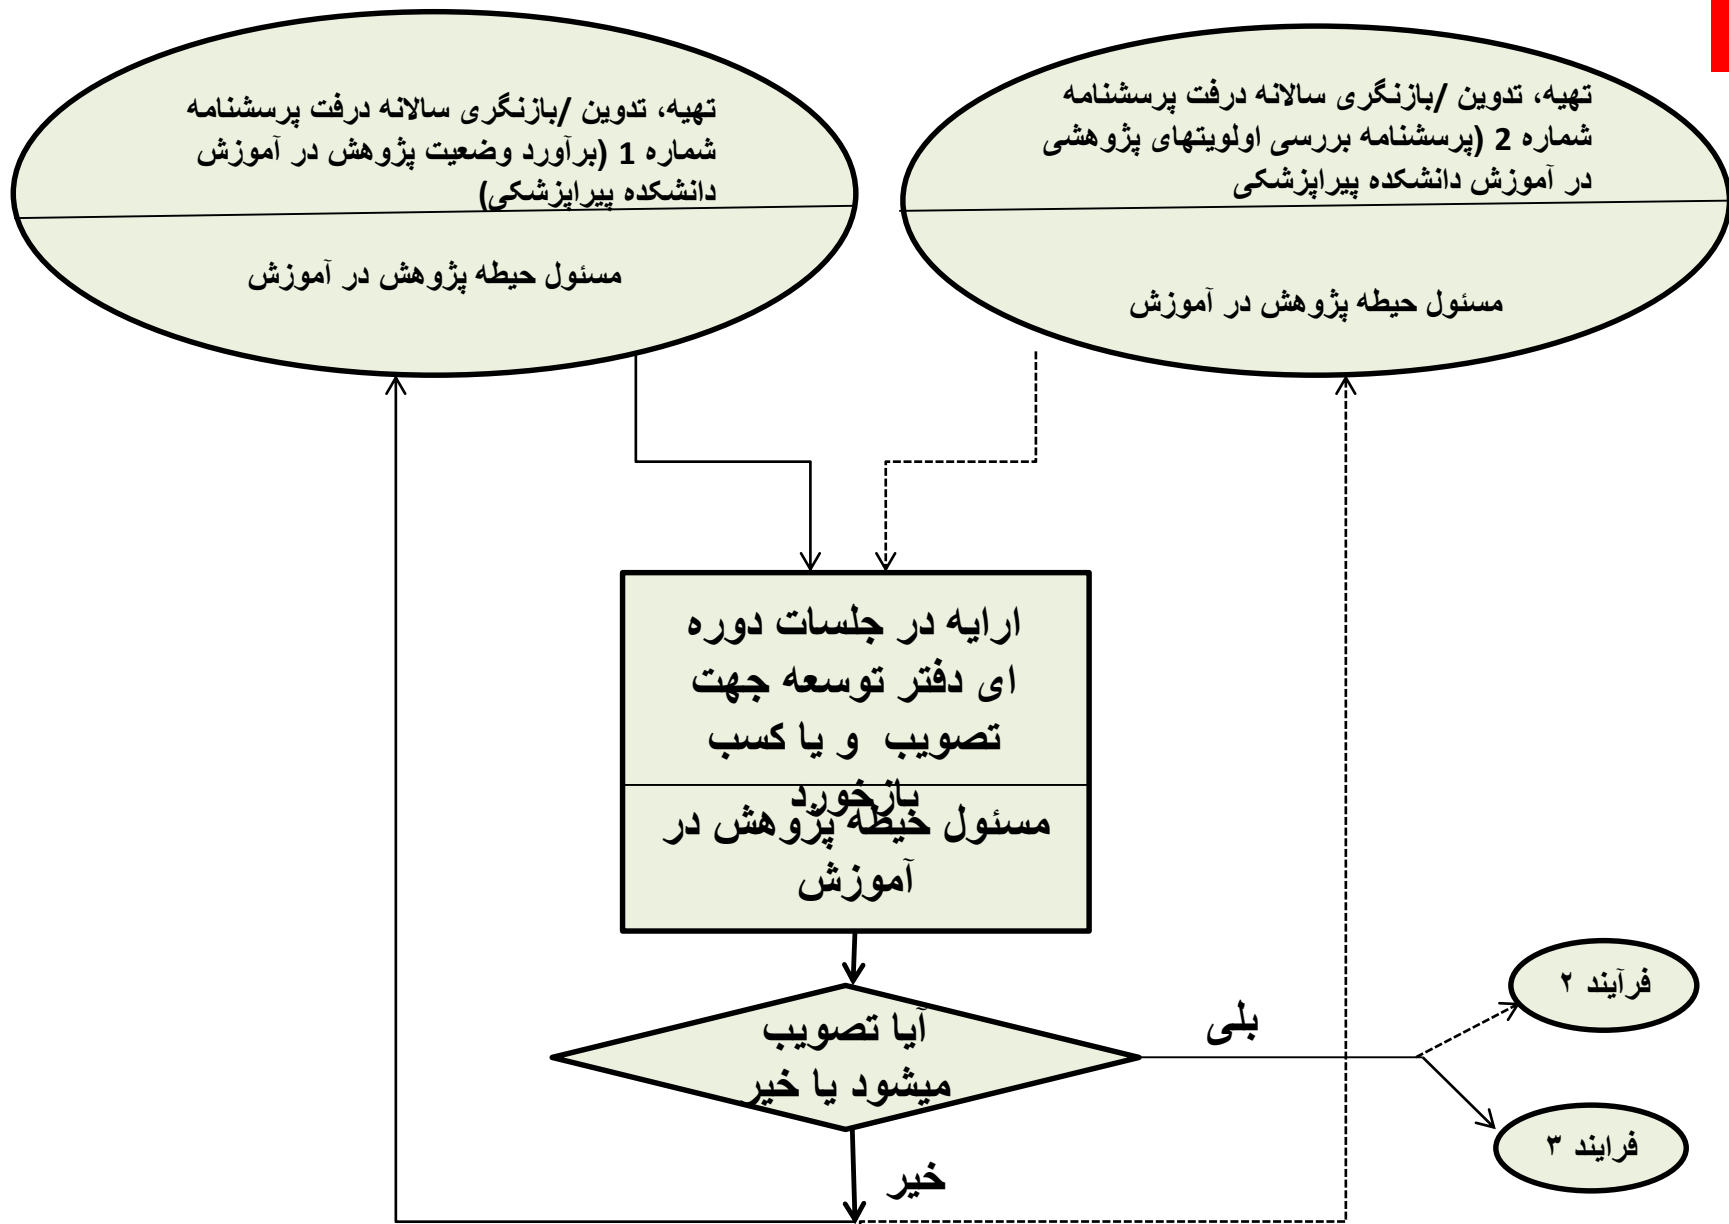 تهیه، تدوین /بازنگری سالانه درفت پرسشنامه
شماره 2 (پرسشنامه بررسی اولویتهای پژوهشی
در آموزش دانشکده پیراپزشکی
مسئول حیطه پژوهش در آموزش
تهیه، تدوین /بازنگری سالانه درفت پرسشنامه
شماره 1 (برآورد وضعیت پژوهش در آموزش
دانشکده پیراپزشکی)
مسئول حیطه پژوهش در آموزش
ارایه در جلسات دوره
ای دفتر توسعه جهت
تصویب و یا کسب
بازخورد
مسئول حیطه پژوهش در
آموزش
آیا تصویب
میشود یا خیر
بلی
خیر
فرآیند ۲
فرایند ۳